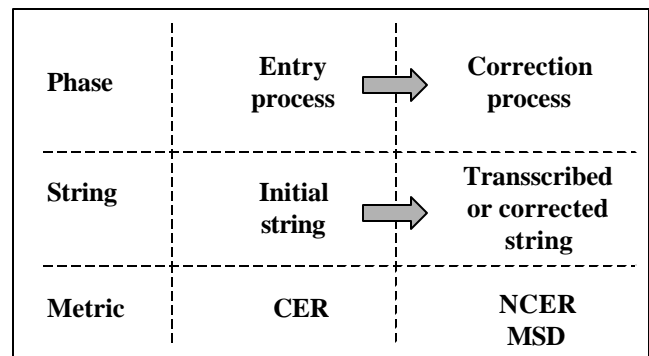 Phase
Entry
process
Correction
process
String
Initial
string
Transscribed
or corrected
string
Metric
CER
NCER
MSD